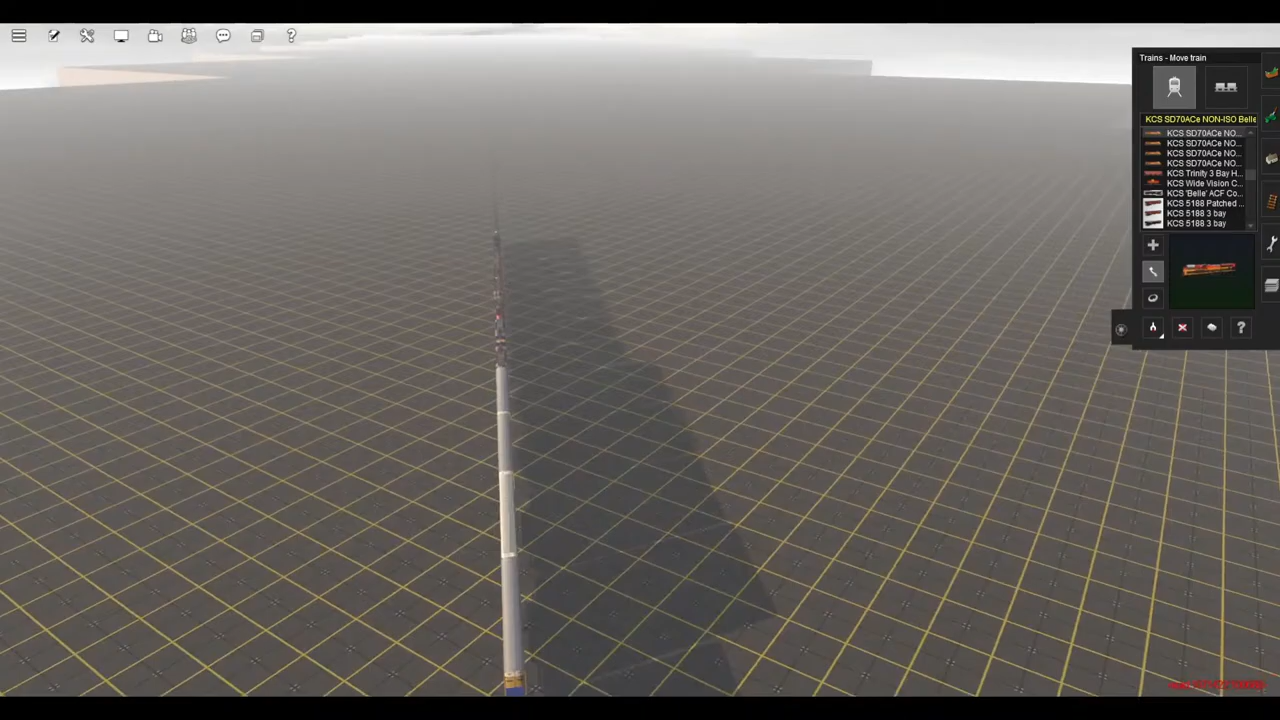 Trains - Move train
KCS SD70ACe NON-ISO Belle
KCS SD70ACe NO...
KCS SD70ACe NO...
KCS SD70ACe NO...
KCS SD70ACe NO...
KCS Trinity 3 Bay H...
KCS Wide Vision C...
KCS 'Belle' ACF Co...
KCS 5188 Patched ...
KCS 5188 3 bay
KCS 5188 3 bay